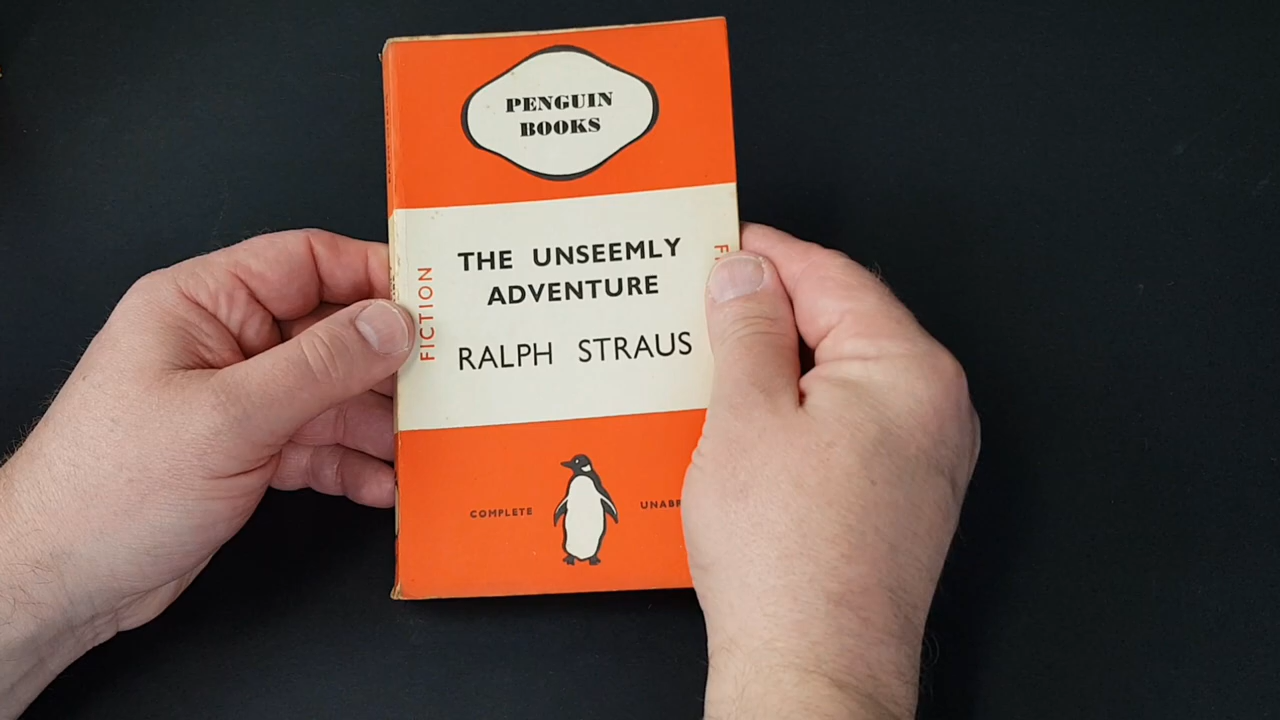 PENGUIN
BOOKS
THE UNSEEMLY
ADVENTURE
RALPH STRAUS
FICTION
COMPLETE